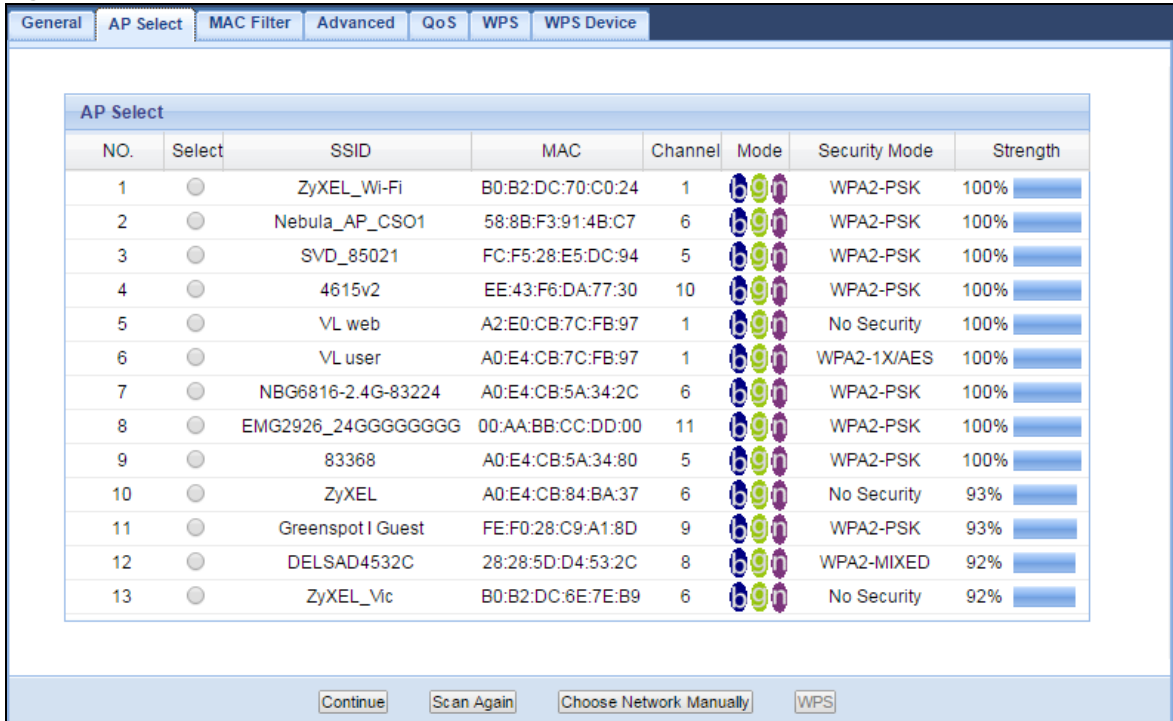 General AP Select MAC Filter Advanced QoS WPS WPS Device
AP Select
NO. Select SSID MAC Channel Mode Security Mode Strength
1 ZyXEL_Wi-Fi B0:B2:DC:70:C0:24 1 b g n WPA2-PSK 100%
2 Nebula_AP_CSO1 58:8B:F3:91:4B:C7 6 b g n WPA2-PSK 100%
3 SVD_85021 FC:F5:28:E5:DC:94 5 b g n WPA2-PSK 100%
4 4615v2 EE:43:F6:DA:77:30 10 b g n WPA2-PSK 100%
5 VL web A2:E0:CB:7C:FB:97 1 b g n No Security 100%
6 VL user A0:E4:CB:7C:FB:97 1 b g n WPA2-1X/AES 100%
7 NBG6816-2.4G-83224 A0:E4:CB:5A:34:2C 6 b g n WPA2-PSK 100%
8 EMG2926_24GGGGGGGG 00:AA:BB:CC:DD:00 11 b g n WPA2-PSK 100%
9 83368 A0:E4:CB:5A:34:80 5 b g n WPA2-PSK 100%
10 ZyXEL A0:E4:CB:84:BA:37 6 b g n No Security 93%
11 Greenspot I Guest FE:F0:28:C9:A1:8D 9 b g n WPA2-PSK 93%
12 DELSAD4532C 28:28:5D:D4:53:2C 8 b g n WPA2-MIXED 92%
13 ZyXEL_Vic B0:B2:DC:6E:7E:B9 6 b g n No Security 92%
Continue Scan Again Choose Network Manually WPS